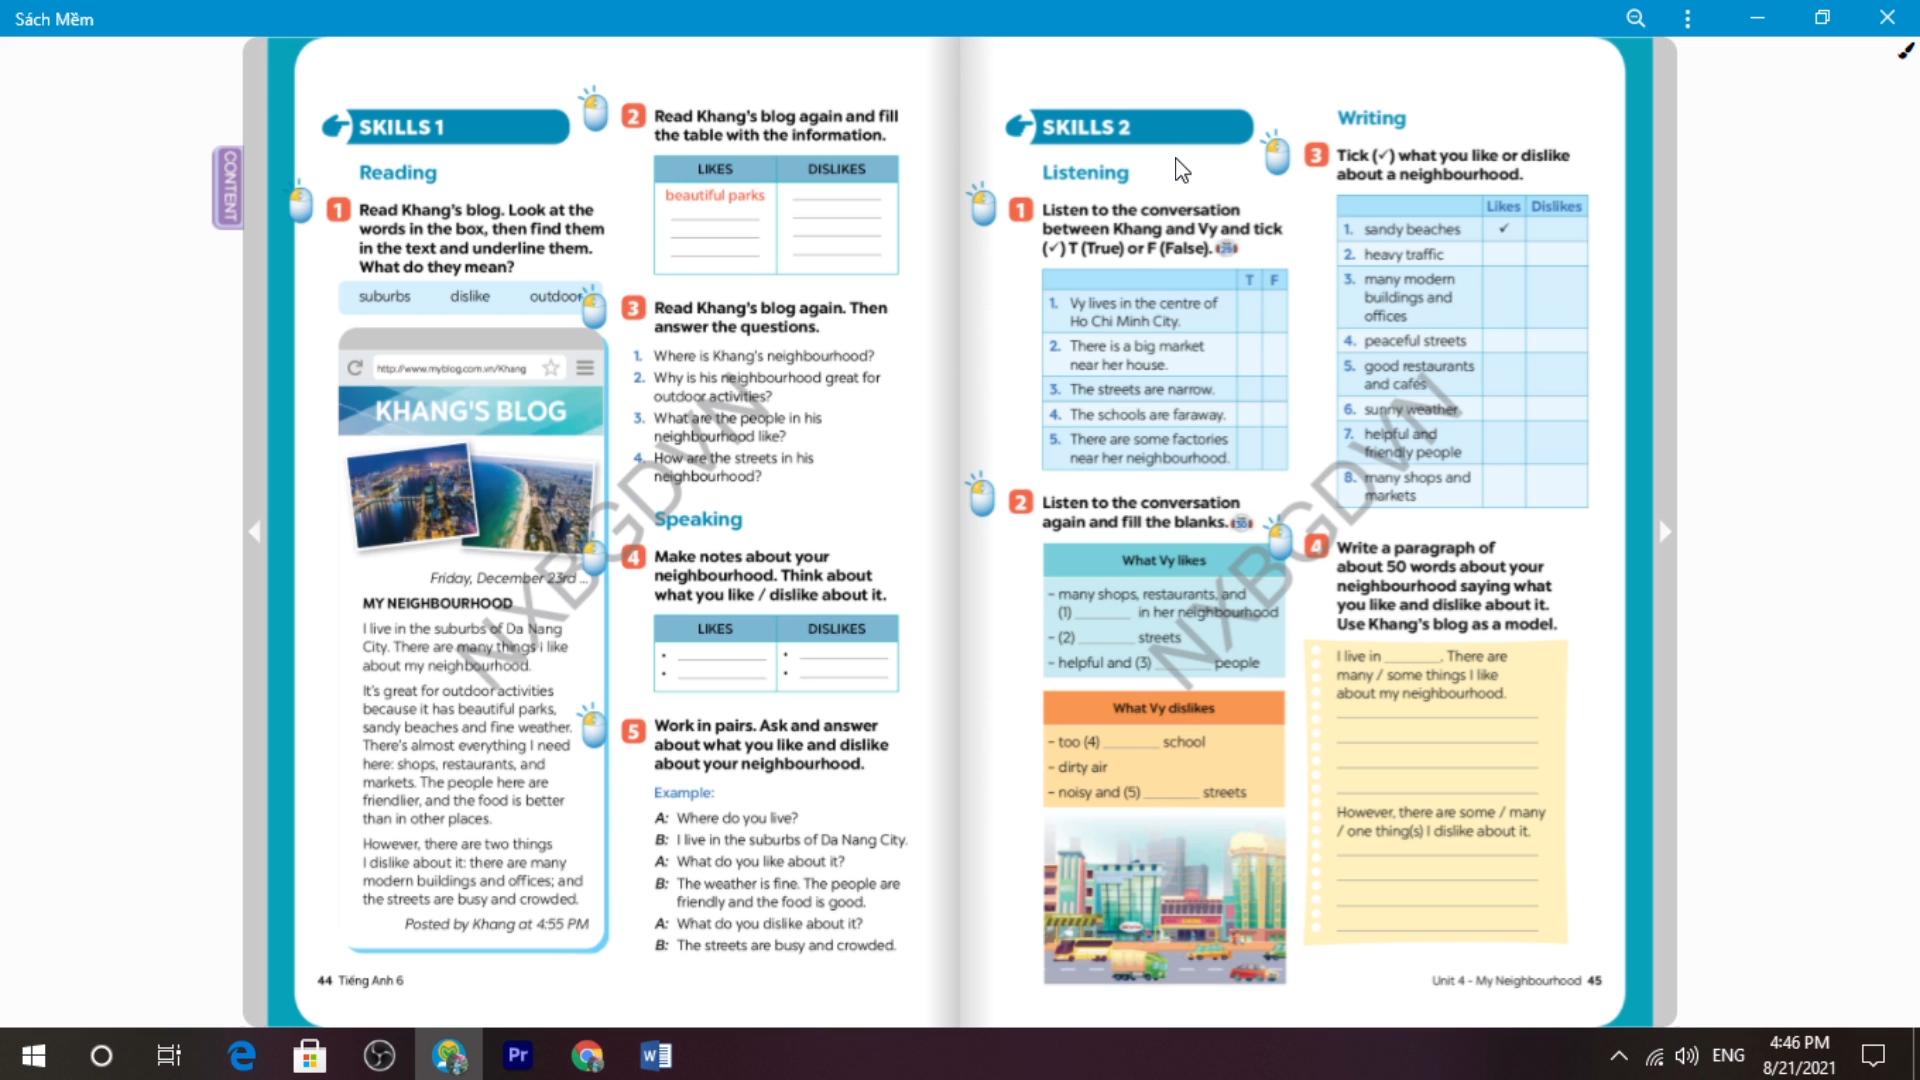 Sách Mềm
CONTENT
SKILLS 1
Reading
1 Read Khang's blog. Look at the
words in the box, then find them
in the text and underline them.
What do they mean?
suburbs dislike outdoor
http://www.myblog.com.vn/Khang
KHANG'S BLOG
Friday, December 23rd ...
MY NEIGHBOURHOOD
I live in the suburbs of Da Nang
City. There are many things I like
about my neighbourhood.
It's great for outdoor activities
because it has beautiful parks,
sandy beaches and fine weather.
There's almost everything I need
here: shops, restaurants, and
markets. The people here are
friendlier, and the food is better
than in other places.
However, there are two things
I dislike about it: there are many
modern buildings and offices; and
the streets are busy and crowded.
Posted by Khang at 4:55 PM
44 Tiếng Anh 6
2 Read Khang's blog again and fill
the table with the information.
LIKES DISLIKES
beautiful parks
3 Read Khang's blog again. Then
answer the questions.
1. Where is Khang's neighbourhood?
2. Why is his neighbourhood great for
outdoor activities?
3. What are the people in his
neighbourhood like?
4. How are the streets in his
neighbourhood?
Speaking
4 Make notes about your
neighbourhood. Think about
what you like / dislike about it.
LIKES DISLIKES
5 Work in pairs. Ask and answer
about what you like and dislike
about your neighbourhood.
Example:
A: Where do you live?
B: I live in the suburbs of Da Nang City.
A: What do you like about it?
B: The weather is fine. The people are
friendly and the food is good.
A: What do you dislike about it?
B: The streets are busy and crowded.
NXBGDVN
SKILLS 2
Listening
1 Listen to the conversation
between Khang and Vy and tick
(✓) T (True) or F (False). 29
T F
1. Vy lives in the centre of
Ho Chi Minh City.
2. There is a big market
near her house.
3. The streets are narrow.
4. The schools are faraway.
5. There are some factories
near her neighbourhood.
2 Listen to the conversation
again and fill the blanks. 30
What Vy likes
– many shops, restaurants, and
(1) ________ in her neighbourhood
– (2) ________ streets
– helpful and (3) ________ people
What Vy dislikes
– too (4) ________ school
– dirty air
– noisy and (5) ________ streets
Writing
3 Tick (✓) what you like or dislike
about a neighbourhood.
Likes Dislikes
1. sandy beaches ✓
2. heavy traffic
3. many modern
buildings and
offices
4. peaceful streets
5. good restaurants
and cafés
6. sunny weather
7. helpful and
friendly people
8. many shops and
markets
4 Write a paragraph of
about 50 words about your
neighbourhood saying what
you like and dislike about it.
Use Khang's blog as a model.
I live in ________. There are
many / some things I like
about my neighbourhood.
However, there are some / many
/ one thing(s) I dislike about it.
NXBGDVN
Unit 4 - My Neighbourhood 45
Pr
W
ENG
4:46 PM
8/21/2021